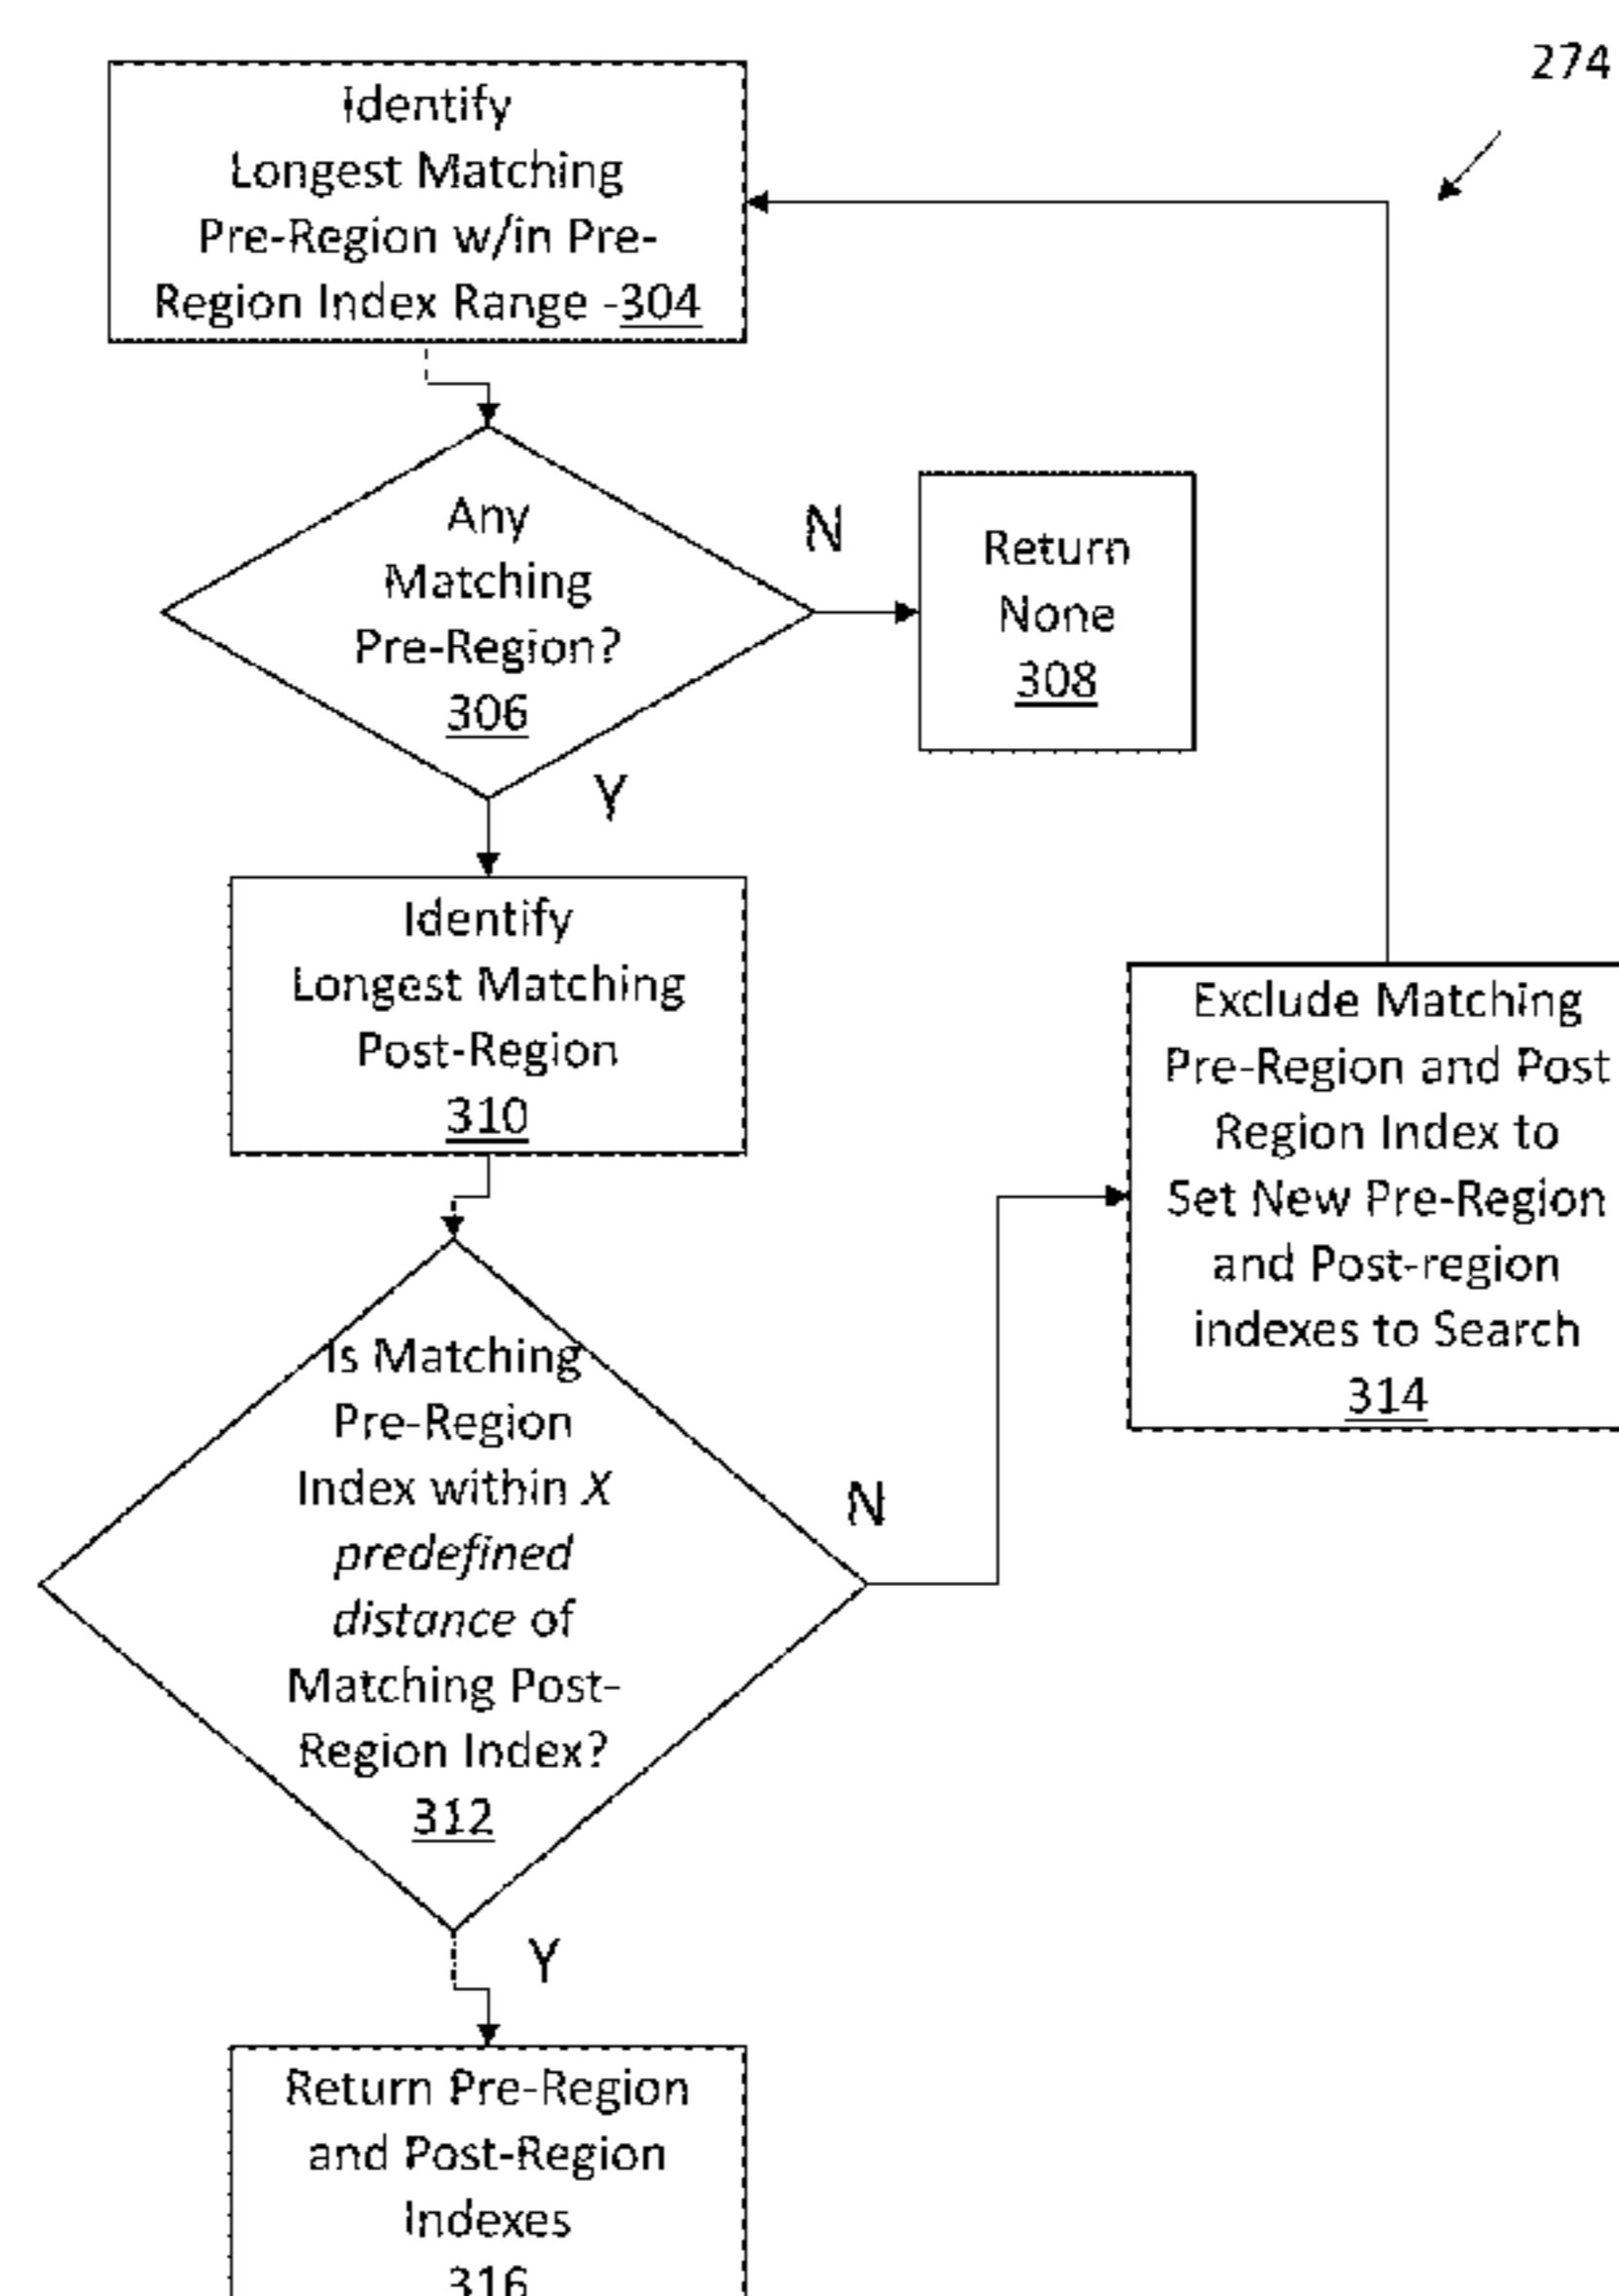 274
Identify
Longest Matching
Pre-Region w/in Pre-
Region Index Range -304
Any
Matching
Pre-Region?
306
N
Return
None
308
Y
Identify
Longest Matching
Post-Region
310
Exclude Matching
Pre-Region and Post
Region Index to
Set New Pre-Region
and Post-region
indexes to Search
314
Is Matching
Pre-Region
Index within X
predefined
distance of
Matching Post-
Region Index?
312
N
Y
Return Pre-Region
and Post-Region
Indexes
316